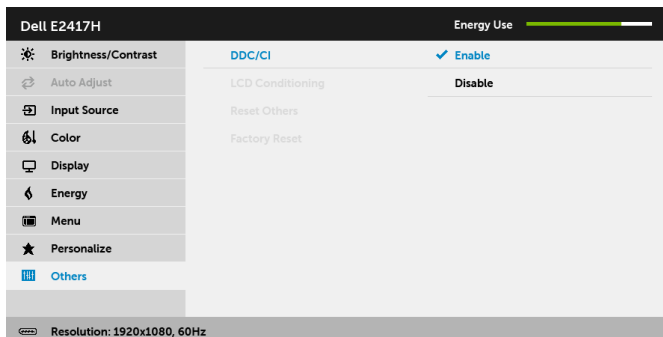 Dell E2417H Energy Use
Brightness/Contrast DDC/CI Enable
Auto Adjust LCD Conditioning Disable
Input Source Reset Others
Color Factory Reset
Display
Energy
Menu
Personalize
Others
Resolution: 1920x1080, 60Hz